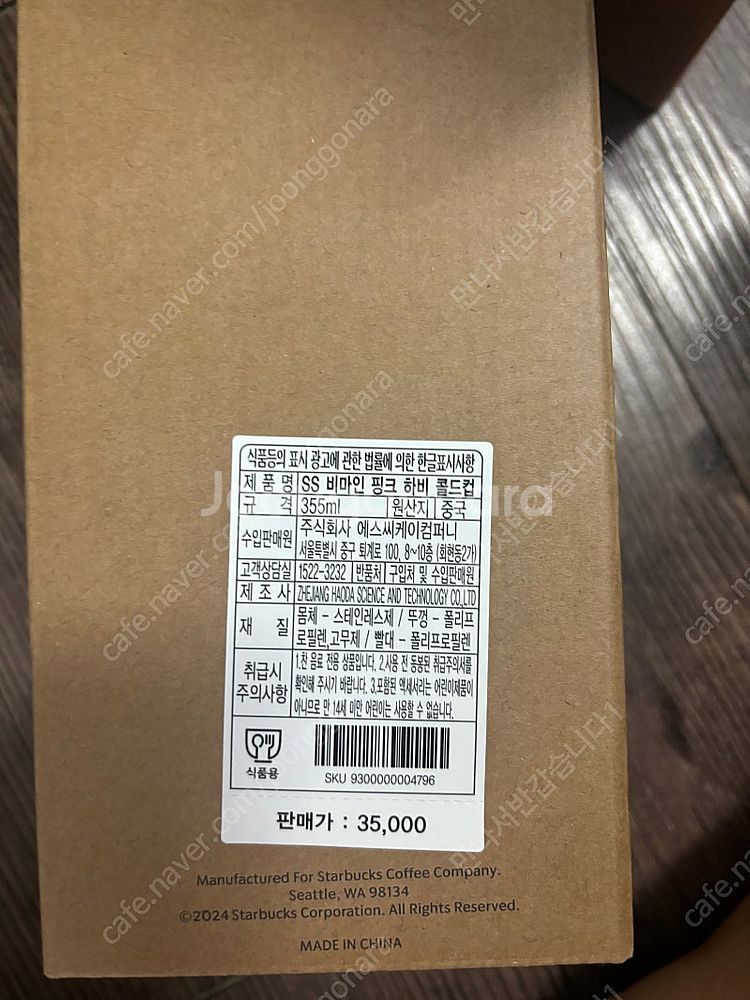 식품등의 표시 광고에 관한 법률에 의한 한글표시사항
제 품 명 SS 비마인 핑크 하비 콜드컵
규 격 355ml 원산지 중국
수입판매원 주식회사 에스씨케이컴퍼니
서울특별시 중구 퇴계로 100, 8~10층 (회현동2가)
고객상담실 1522-3232 반품처 구입처 및 수입판매원
제 조 사 ZHEJIANG HAODA SCIENCE AND TECHNOLOGY CO.,LTD
재 질 몸체 - 스테인레스제 / 뚜껑 - 폴리프
로필렌,고무제 / 빨대 - 폴리프로필렌
취급시 주의사항 1.찬 음료 전용 상품입니다. 2.사용 전 동봉된 취급주의서를
확인해 주시기 바랍니다. 3.포함된 액세서리는 어린이제품이
아니므로 만 14세 미만 어린이는 사용할 수 없습니다.
식품용
SKU 9300000004796
판매가 : 35,000
Manufactured For Starbucks Coffee Company.
Seattle, WA 98134
©2024 Starbucks Corporation. All Rights Reserved.
MADE IN CHINA
Joonggonara
cafe.naver.com/joonggonara
만나서반갑습니다1